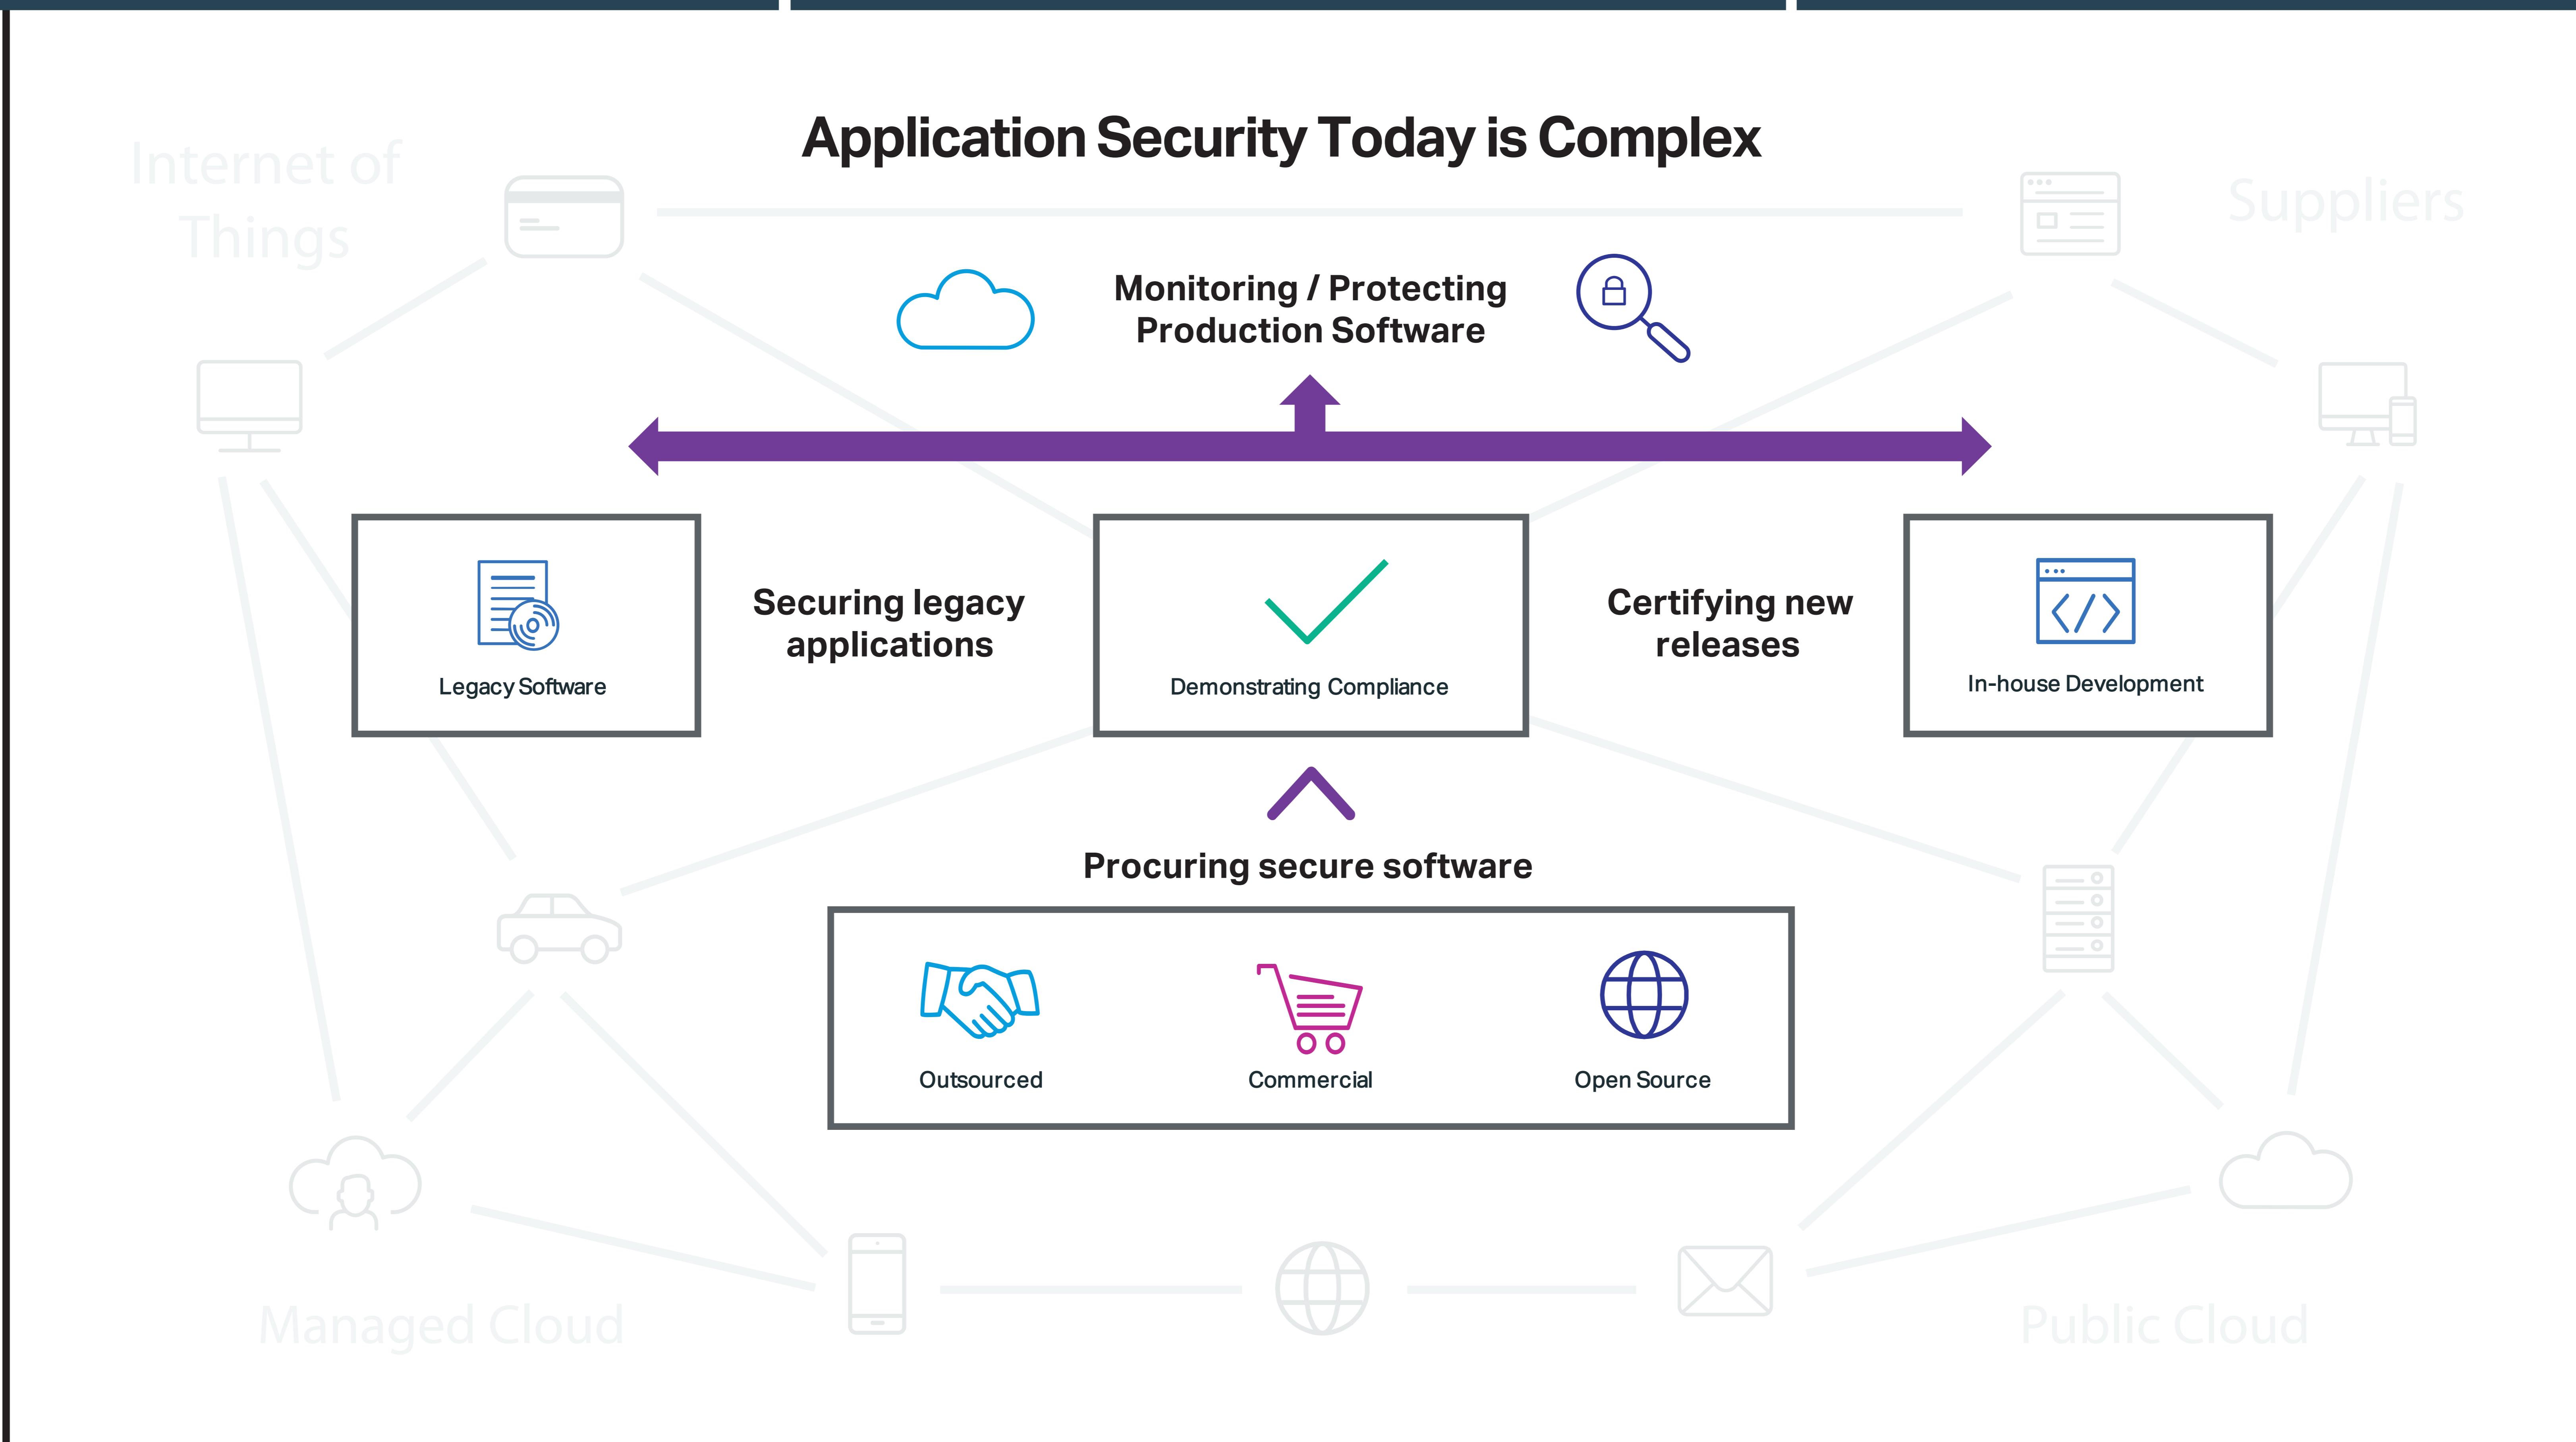 Application Security Today is Complex
Internet of
Things
Suppliers
Monitoring / Protecting
Production Software
Legacy Software
Securing legacy
applications
Demonstrating Compliance
Certifying new
releases
In-house Development
Procuring secure software
Outsourced
Commercial
Open Source
Managed Cloud
Public Cloud